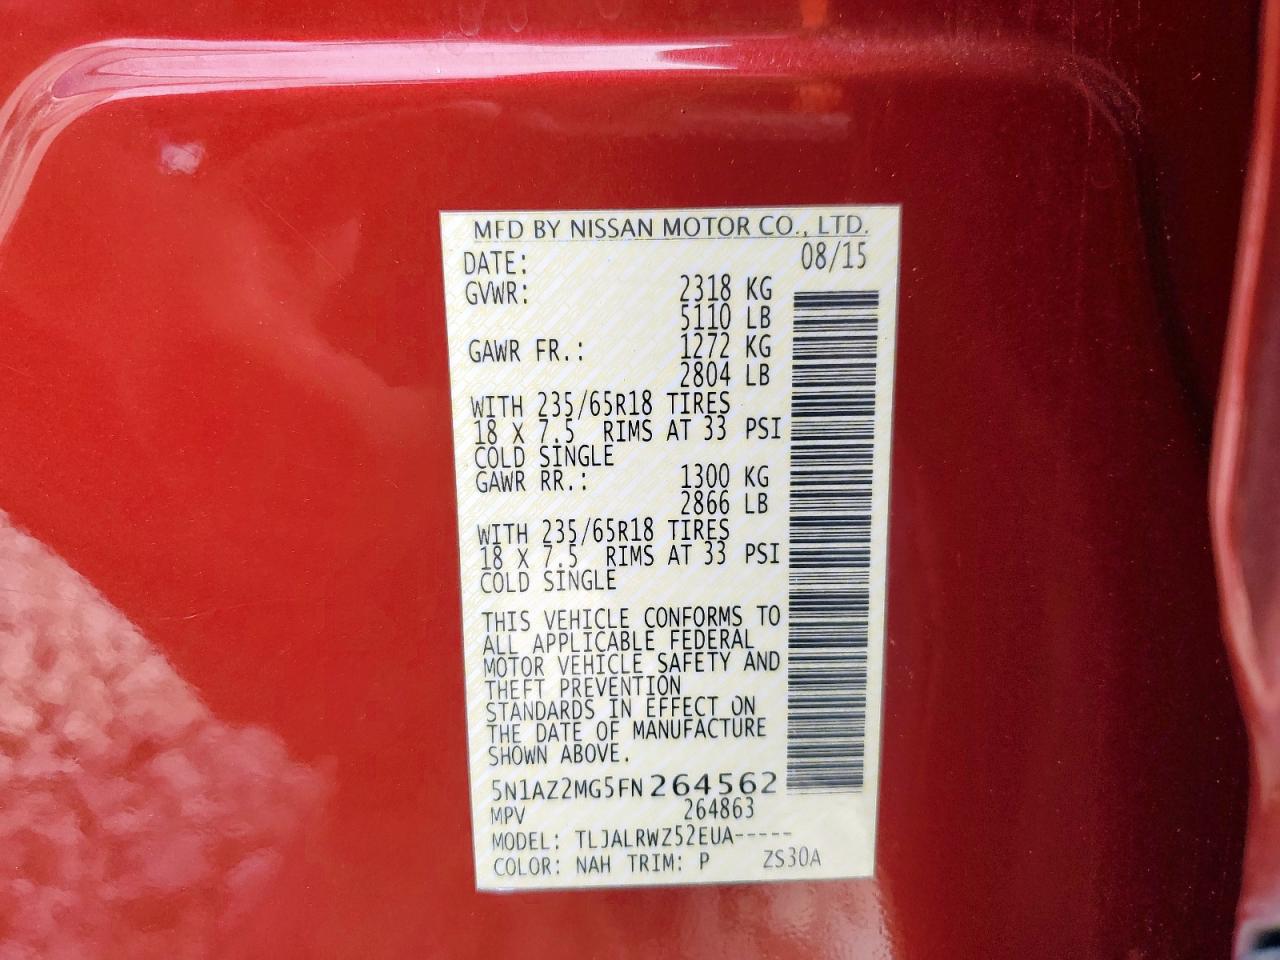 MFD BY NISSAN MOTOR CO., LTD.
DATE: 08/15
GVWR: 2318 KG
5110 LB
GAWR FR.: 1272 KG
2804 LB
WITH 235/65R18 TIRES
18 X 7.5 RIMS AT 33 PSI
COLD SINGLE
GAWR RR.: 1300 KG
2866 LB
WITH 235/65R18 TIRES
18 X 7.5 RIMS AT 33 PSI
COLD SINGLE
THIS VEHICLE CONFORMS TO
ALL APPLICABLE FEDERAL
MOTOR VEHICLE SAFETY AND
THEFT PREVENTION
STANDARDS IN EFFECT ON
THE DATE OF MANUFACTURE
SHOWN ABOVE.
5N1AZ2MG5FN264562
MPV 264863
MODEL: TLJALRWZ52EUA-----
COLOR: NAH TRIM: P ZS30A